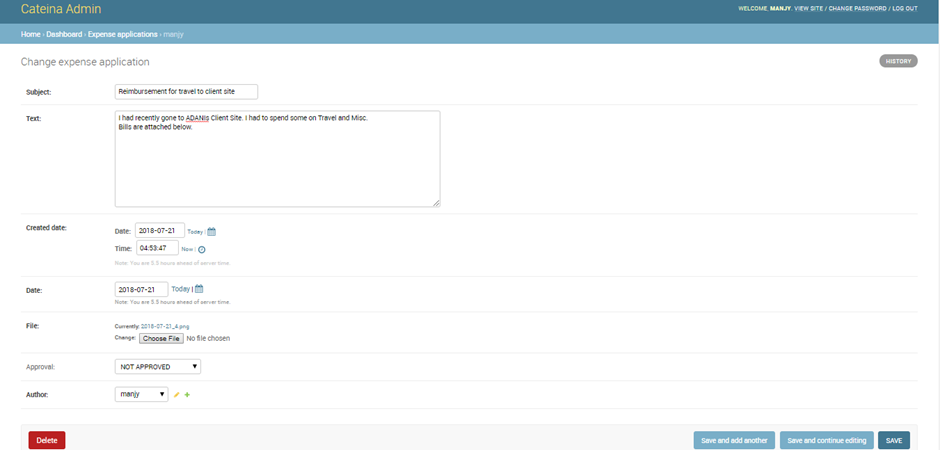 Cateina Admin
WELCOME, MANJY. VIEW SITE / CHANGE PASSWORD / LOG OUT
Home › Dashboard › Expense applications › manjy
Change expense application
HISTORY
Subject: Reimbursement for travel to client site
Text: I had recently gone to ADANIs Client Site. I had to spend some on Travel and Misc.
Bills are attached below.
Created date: Date: 2018-07-21 Today |
Time: 04:53:47 Now |
Note: You are 5.5 hours ahead of server time.
Date: 2018-07-21 Today |
Note: You are 5.5 hours ahead of server time.
File: Currently: 2018-07-21_4.png
Change: Choose File No file chosen
Approval: NOT APPROVED
Author: manjy
Delete Save and add another Save and continue editing SAVE